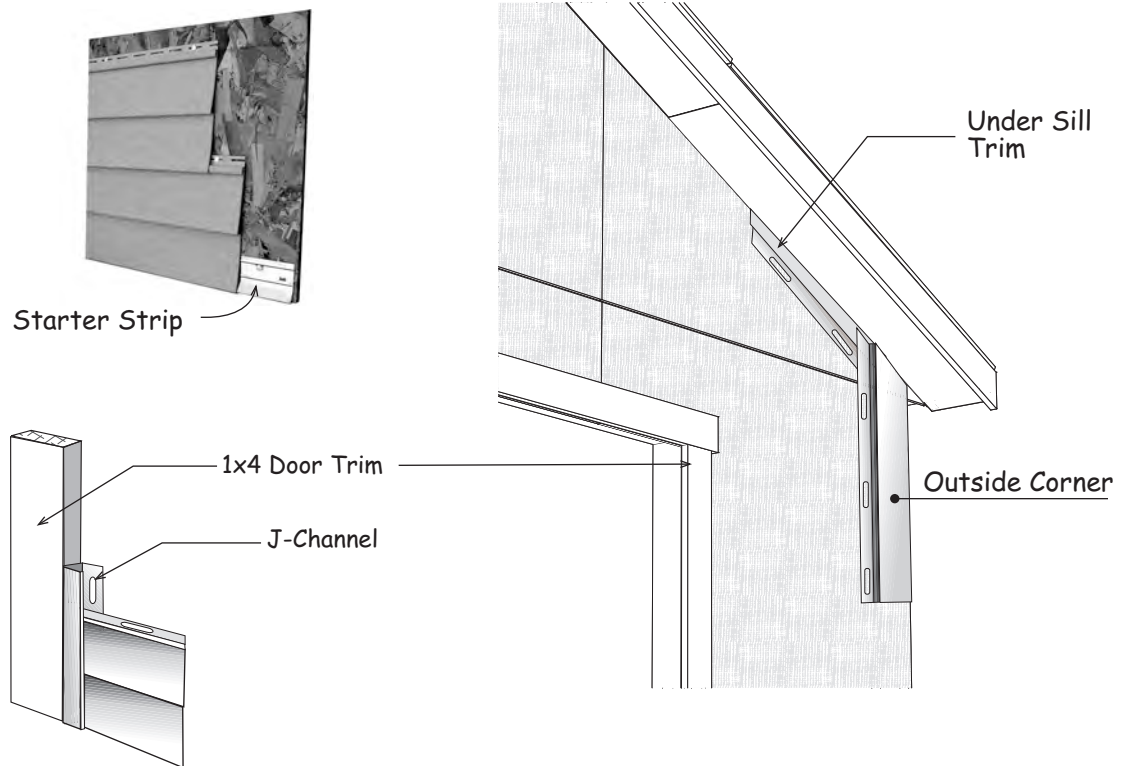 Under Sill
Trim
Starter Strip
1x4 Door Trim
Outside Corner
J-Channel